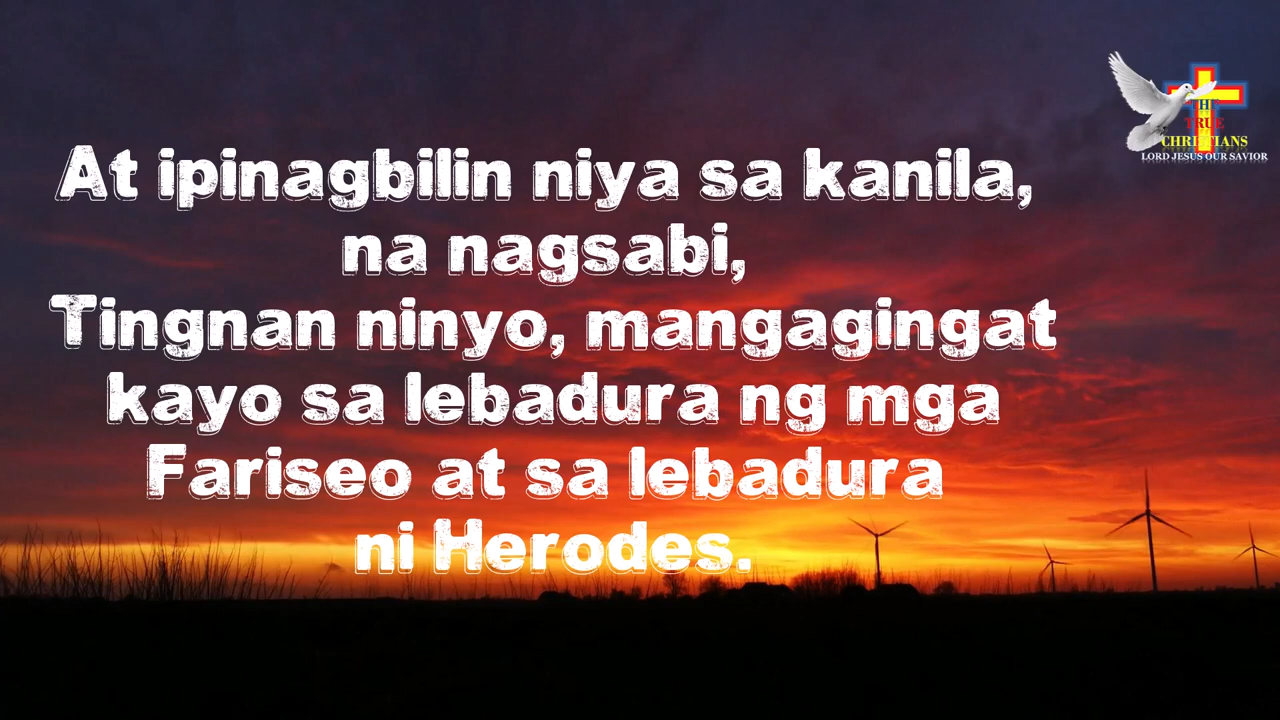 At ipinagbilin niya sa kanila,
na nagsabi,
Tingnan ninyo, mangagingat
kayo sa lebadura ng mga
Fariseo at sa lebadura
ni Herodes.
THE
TRUE
CHRISTIANS
LORD JESUS OUR SAVIOR